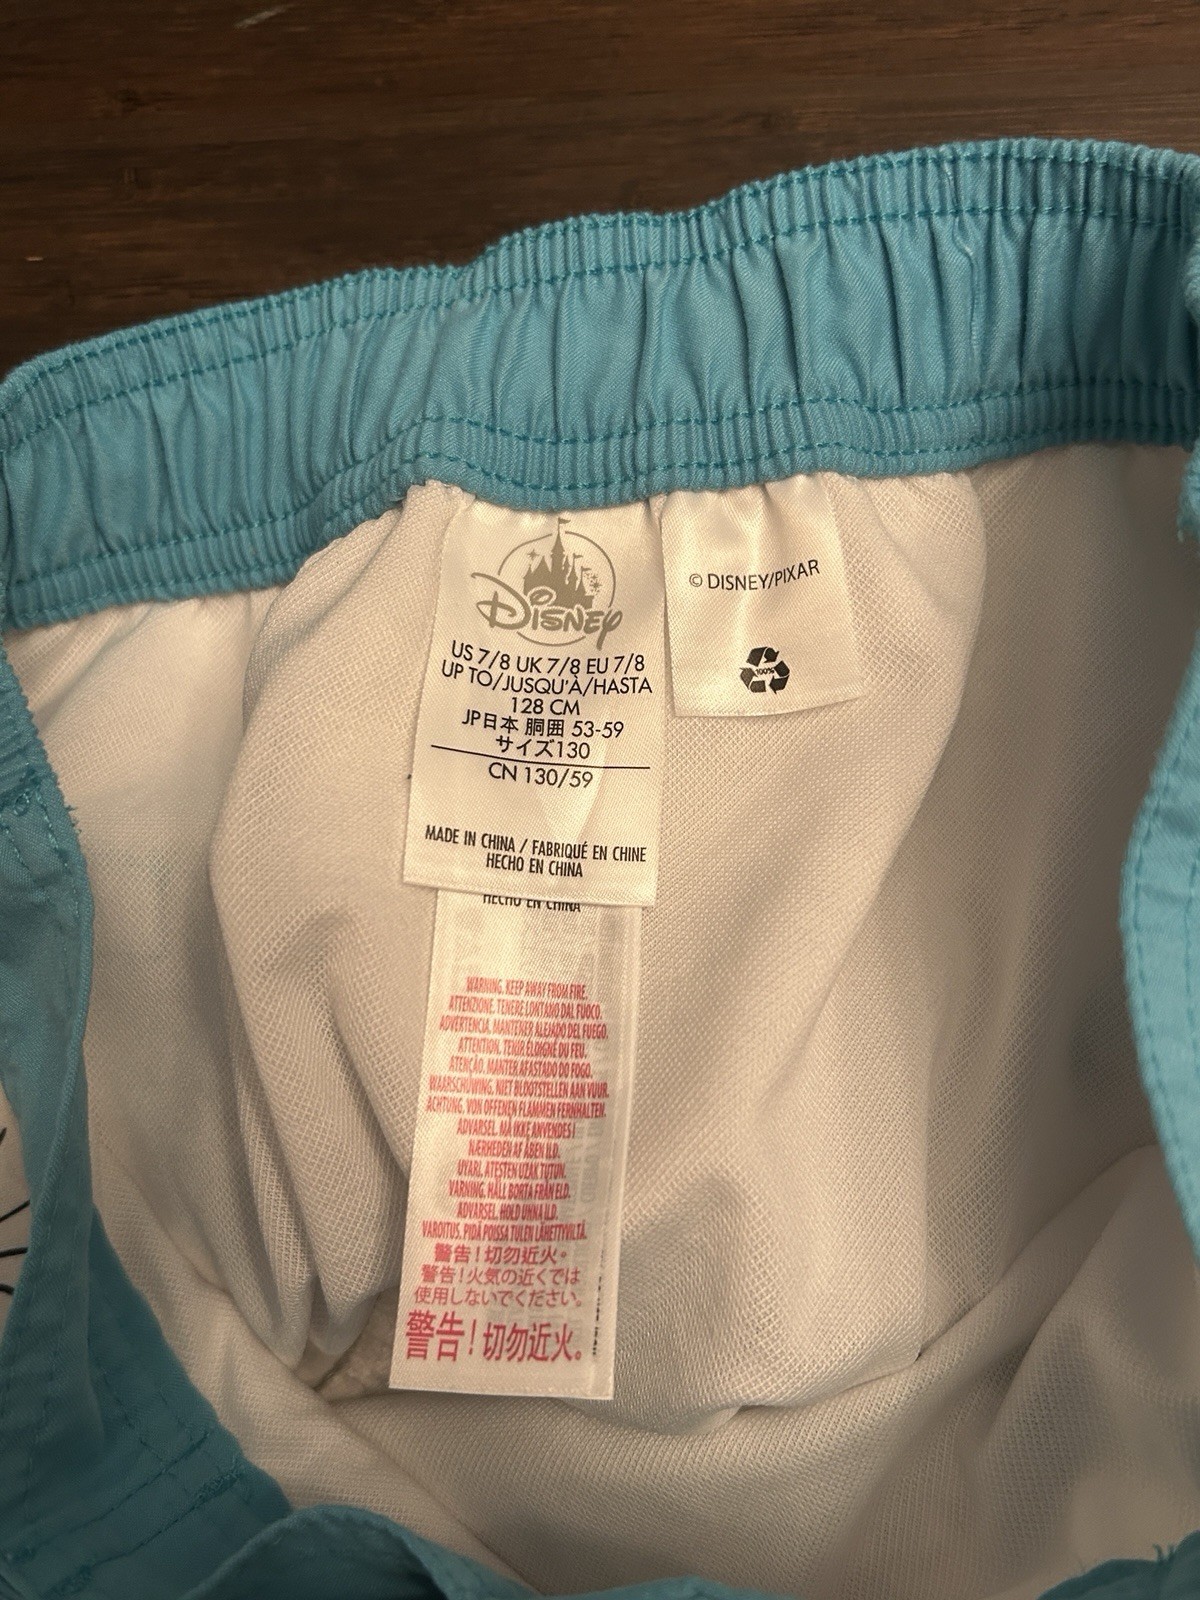 DISNEY
US 7/8 UK 7/8 EU 7/8
UP TO/JUSQU'À/HASTA
128 CM
JP日本 胴囲 53-59
サイズ130
CN 130/59
MADE IN CHINA / FABRIQUÉ EN CHINE
HECHO EN CHINA
© DISNEY/PIXAR
100%
HECHO EN CHINA
WARNING. KEEP AWAY FROM FIRE.
ATTENZIONE. TENERE LONTANO DAL FUOCO.
ADVERTENCIA. MANTENER ALEJADO DEL FUEGO.
ATTENTION. TENIR ÉLOIGNÉ DU FEU.
ATENÇÃO. MANTER AFASTADO DO FOGO.
WAARSCHUWING. NIET BLOOTSTELLEN AAN VUUR.
ACHTUNG. VON OFFENEN FLAMMEN FERNHALTEN.
ADVARSEL. MÅ IKKE ANVENDES I
NÆRHEDEN AF ÅBEN ILD.
UYARI. ATESTEN UZAK TUTUN.
VARNING. HÅLL BORTA FRÅN ELD.
ADVARSEL. HOLD UNNA ILD.
VAROITUS. PIDÄ POISSA TULEN LÄHETTYVILTÄ.
警告！切勿近火。
警告！火気の近くでは
使用しないでください。
警告！切勿近火。